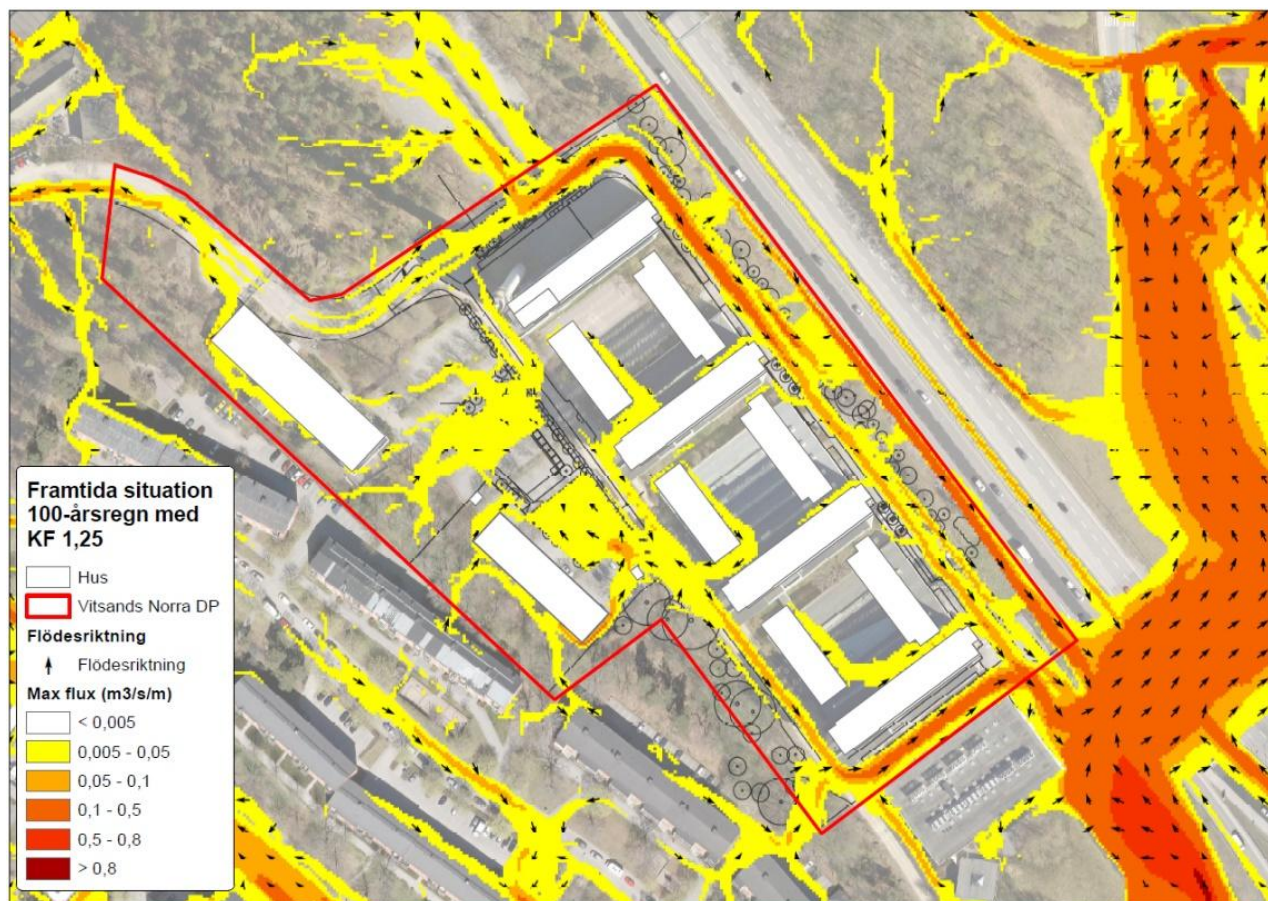 Framtida situation
100-årsregn med
KF 1,25
Hus
Vitsands Norra DP
Flödesriktning
Flödesriktning
Max flux (m3/s/m)
< 0,005
0,005 - 0,05
0,05 - 0,1
0,1 - 0,5
0,5 - 0,8
> 0,8